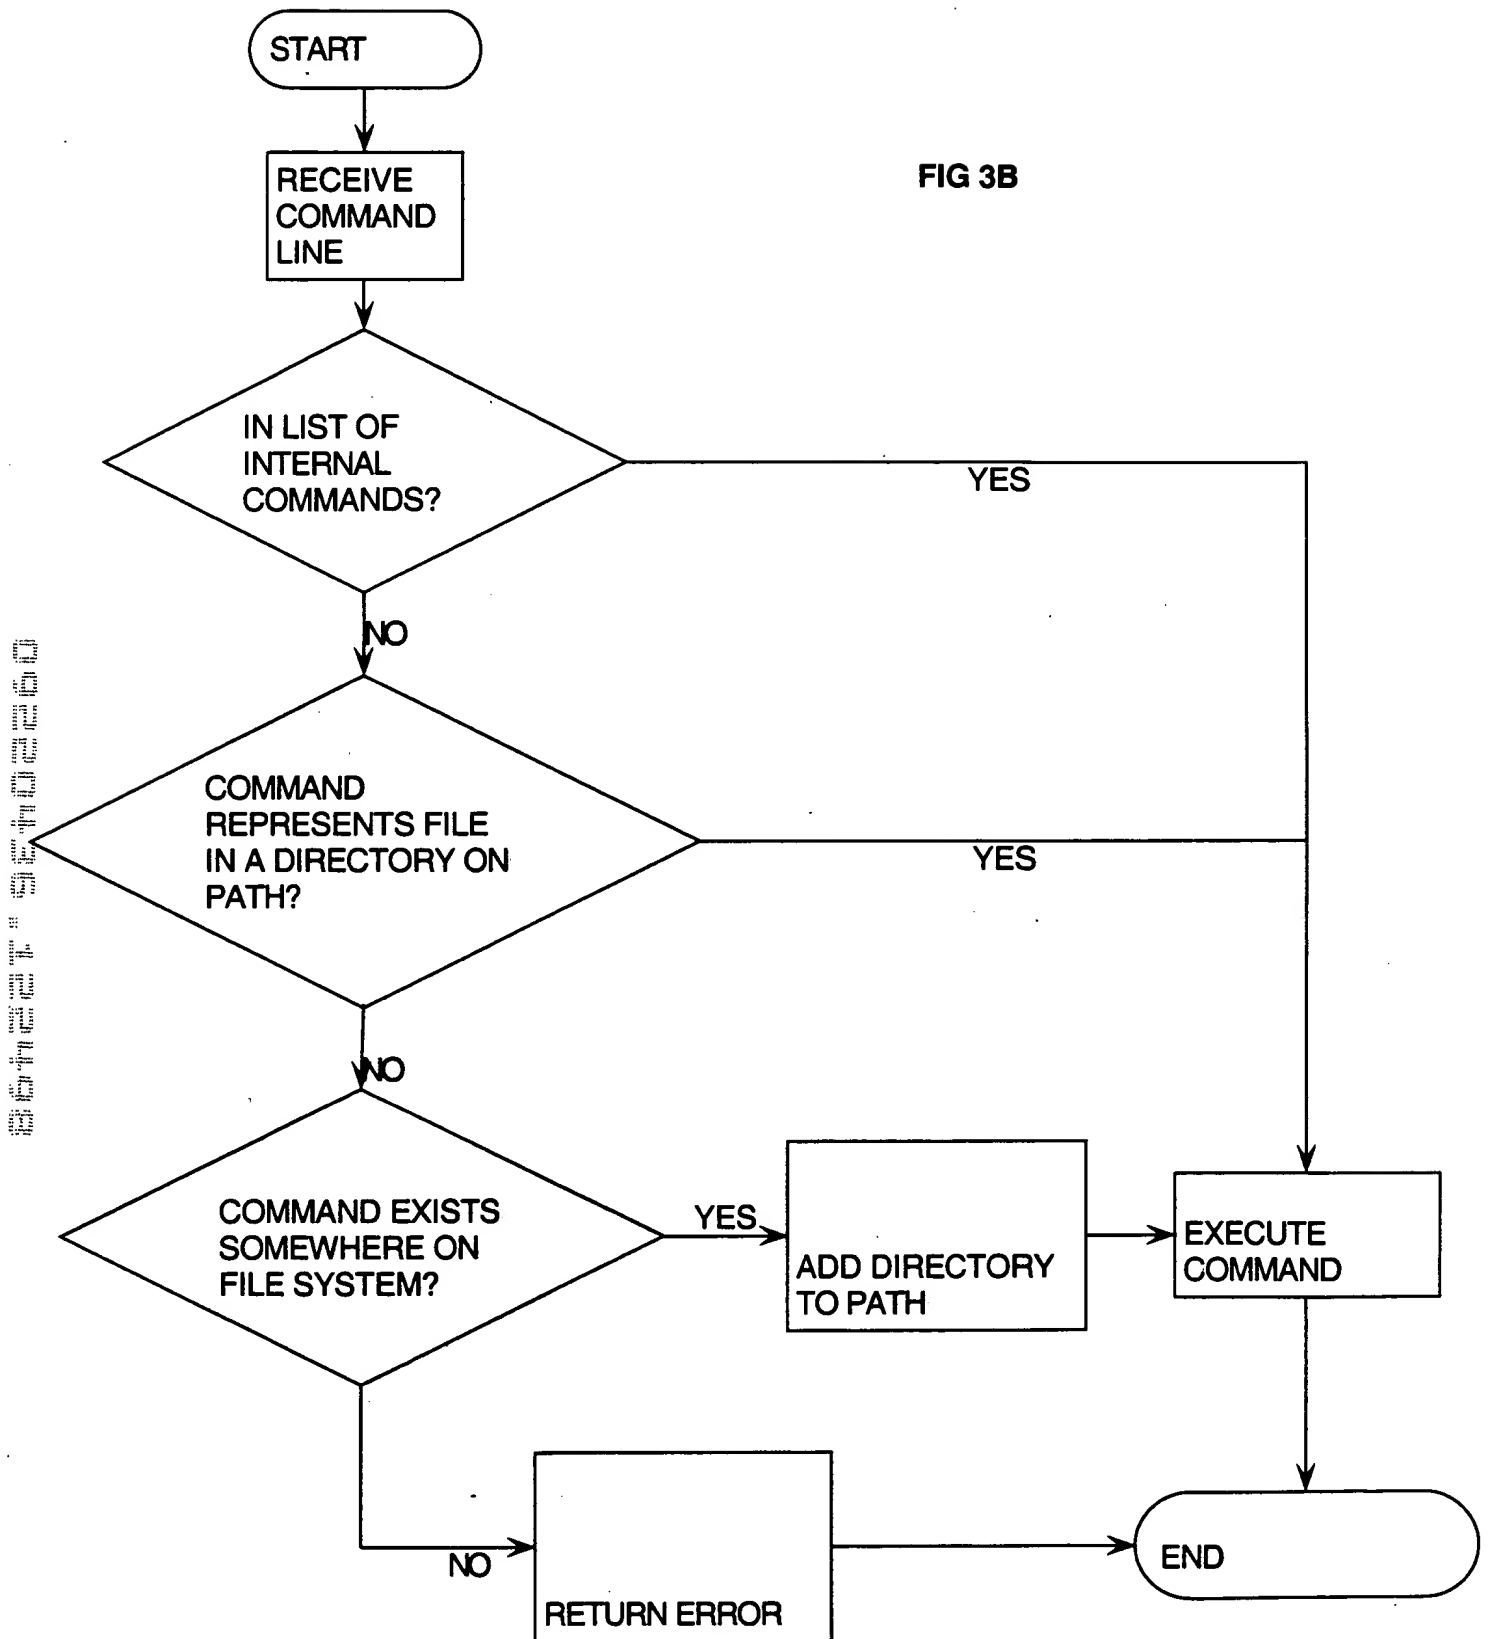 START
RECEIVE
COMMAND
LINE
FIG 3B
IN LIST OF
INTERNAL
COMMANDS?
YES
NO
COMMAND
REPRESENTS FILE
IN A DIRECTORY ON
PATH?
YES
NO
COMMAND EXISTS
SOMEWHERE ON
FILE SYSTEM?
YES
ADD DIRECTORY
TO PATH
EXECUTE
COMMAND
NO
RETURN ERROR
END